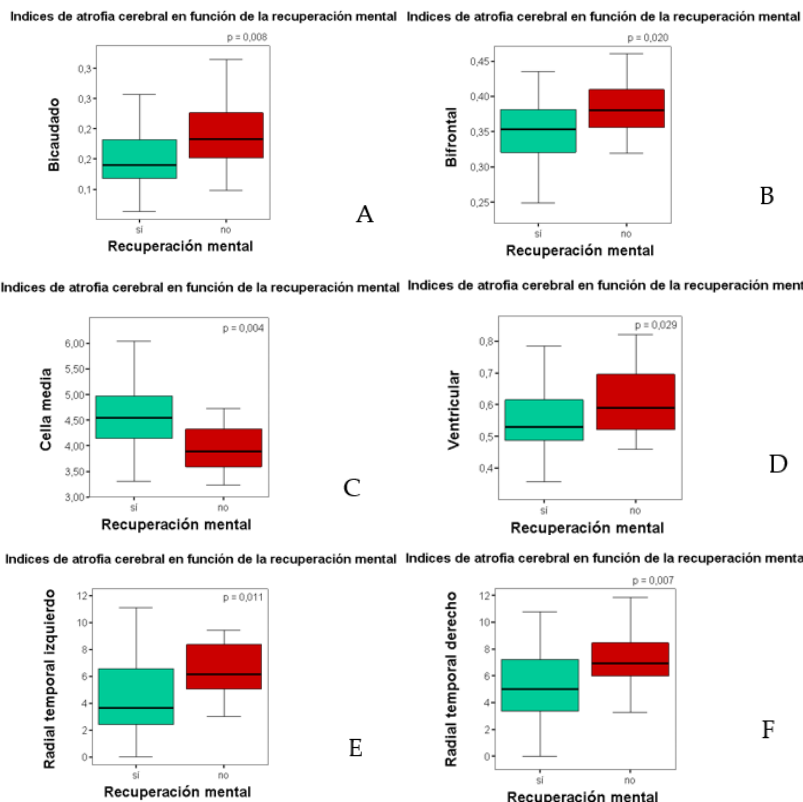 Indices de atrofia cerebral en función de la recuperación mental
p = 0,008
Bicaudado
0,3
0,3
0,2
0,2
0,1
sí
no
Recuperación mental
A
Indices de atrofia cerebral en función de la recuperación mental
p = 0,020
Bifrontal
0,45
0,40
0,35
0,30
0,25
sí
no
Recuperación mental
B
Indices de atrofia cerebral en función de la recuperación mental
p = 0,004
Cella media
6,00
5,50
5,00
4,50
4,00
3,50
3,00
sí
no
Recuperación mental
C
Indices de atrofia cerebral en función de la recuperación ment
p = 0,029
Ventricular
0,8
0,7
0,6
0,5
0,4
sí
no
Recuperación mental
D
Indices de atrofia cerebral en función de la recuperación mental
p = 0,011
Radial temporal izquierdo
12
10
8
6
4
2
0
sí
no
Recuperación mental
E
Indices de atrofia cerebral en función de la recuperación menta
p = 0,007
Radial temporal derecho
12
10
8
6
4
2
0
sí
no
Recuperación mental
F